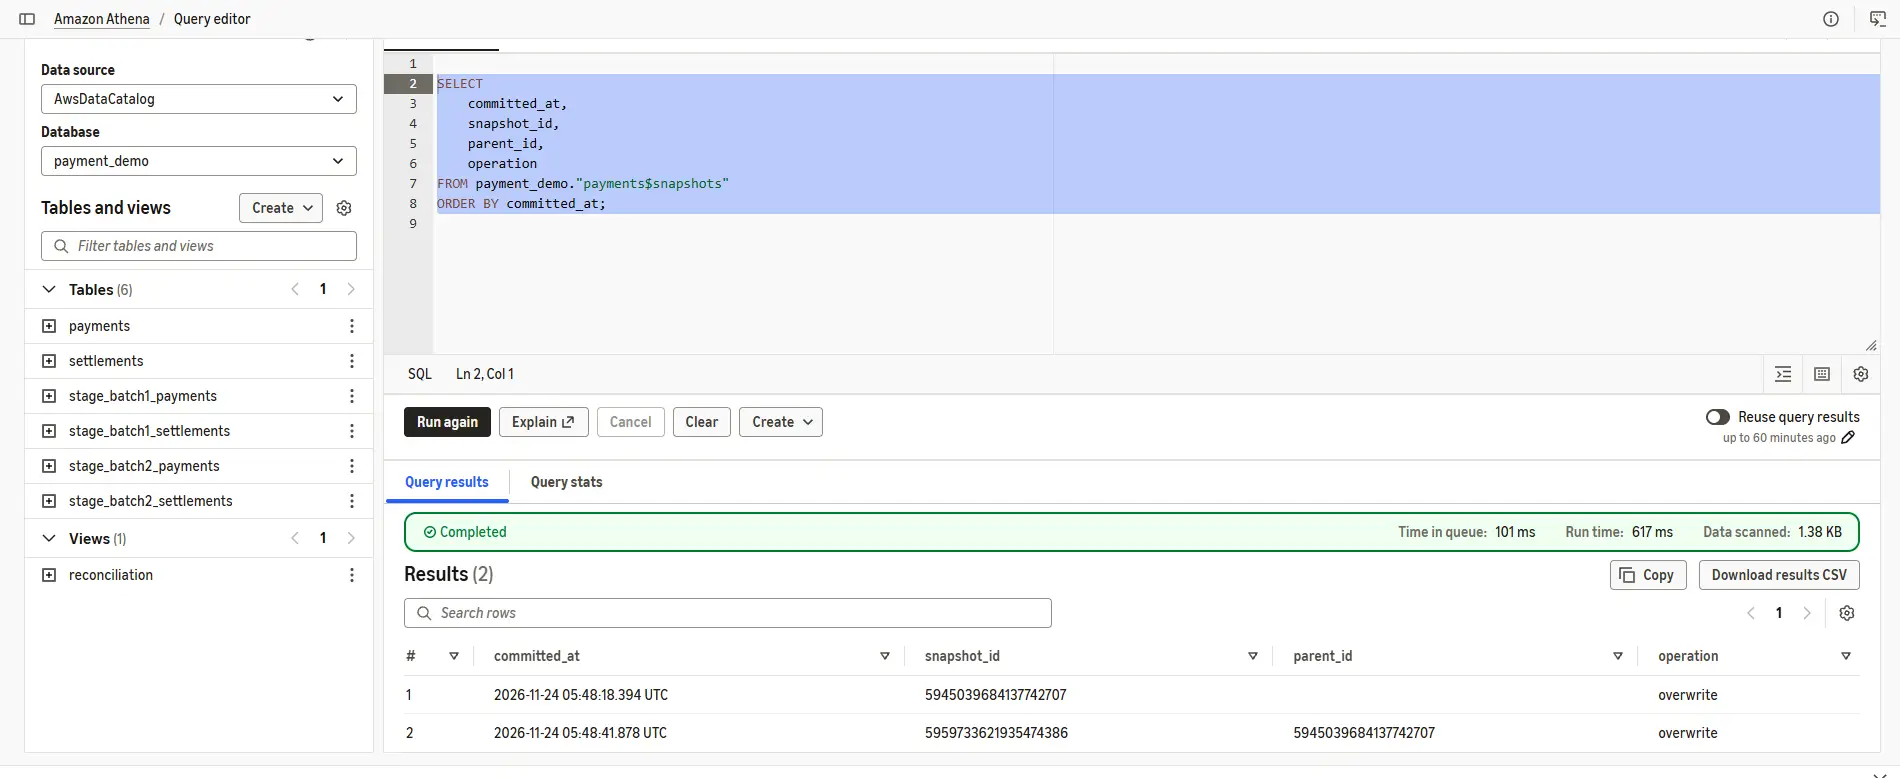 Amazon Athena / Query editor
Data source
AwsDataCatalog
Database
payment_demo
Tables and views
Create
Filter tables and views
Tables (6)
1
payments
settlements
stage_batch1_payments
stage_batch1_settlements
stage_batch2_payments
stage_batch2_settlements
Views (1)
1
reconciliation
1
2 SELECT
3 committed_at,
4 snapshot_id,
5 parent_id,
6 operation
7 FROM payment_demo."payments$snapshots"
8 ORDER BY committed_at;
9
SQL Ln 2, Col 1
Run again Explain Cancel Clear Create
Reuse query results
up to 60 minutes ago
Query results Query stats
Completed Time in queue: 101 ms Run time: 617 ms Data scanned: 1.38 KB
Results (2) Copy Download results CSV
Search rows 1
# committed_at snapshot_id parent_id operation
1 2026-11-24 05:48:18.394 UTC 5945039684137742707 overwrite
2 2026-11-24 05:48:41.878 UTC 5959733621935474386 5945039684137742707 overwrite